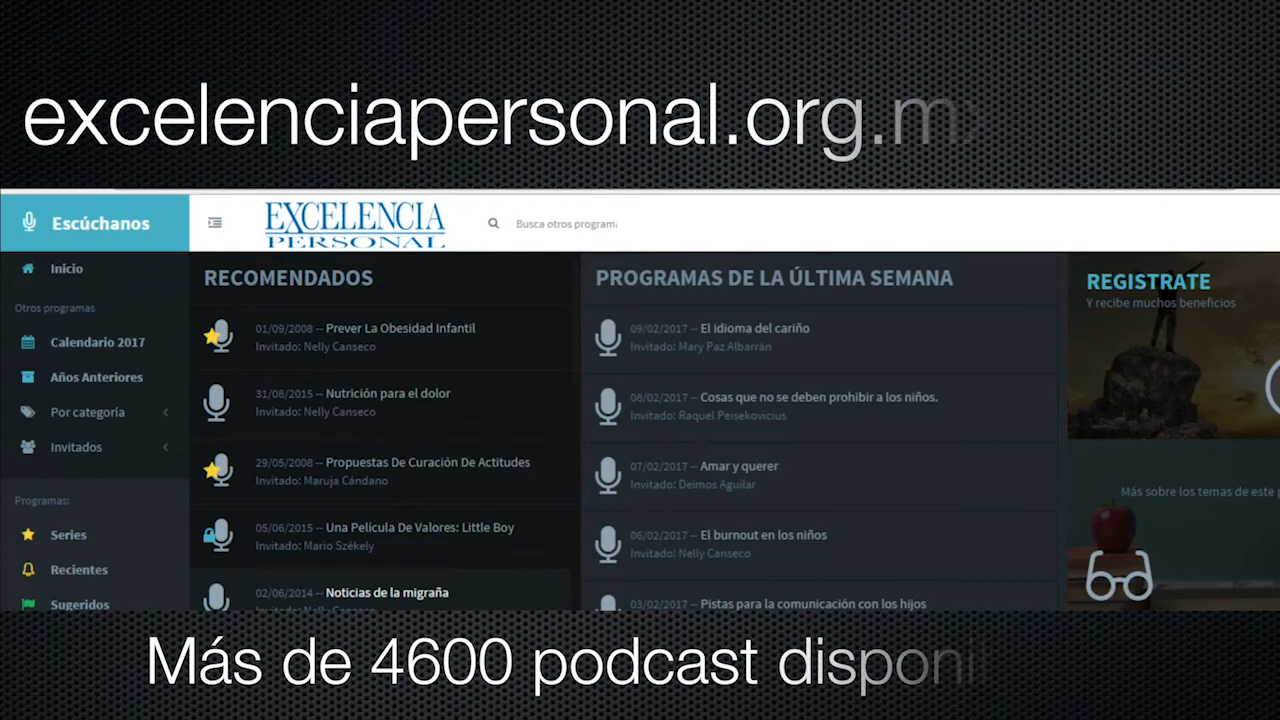 excelenciapersonal.org.m
Escúchanos
EXCELENCIA
PERSONAL
Busca otros program
Inicio
Otros programas
Calendario 2017
Años Anteriores
Por categoría
Invitados
Programas:
Series
Recientes
Sugeridos
RECOMENDADOS
01/09/2008 -- Prever La Obesidad Infantil
Invitado: Nelly Canseco
31/08/2015 -- Nutrición para el dolor
Invitado: Nelly Canseco
29/05/2008 -- Propuestas De Curación De Actitudes
Invitado: Maruja Cándano
05/06/2015 -- Una Película De Valores: Little Boy
Invitado: Mario Székely
02/06/2014 -- Noticias de la migraña
Invitado: Nelly Canseco
PROGRAMAS DE LA ÚLTIMA SEMANA
09/02/2017 -- El idioma del cariño
Invitado: Mary Paz Albarrán
08/02/2017 -- Cosas que no se deben prohibir a los niños.
Invitado: Raquel Peisekovicius
07/02/2017 -- Amar y querer
Invitado: Deimos Aguilar
06/02/2017 -- El burnout en los niños
Invitado: Nelly Canseco
03/02/2017 -- Pistas para la comunicación con los hijos
REGISTRATE
Y recibe muchos beneficios
Más sobre los temas de este
Más de 4600 podcast dispon